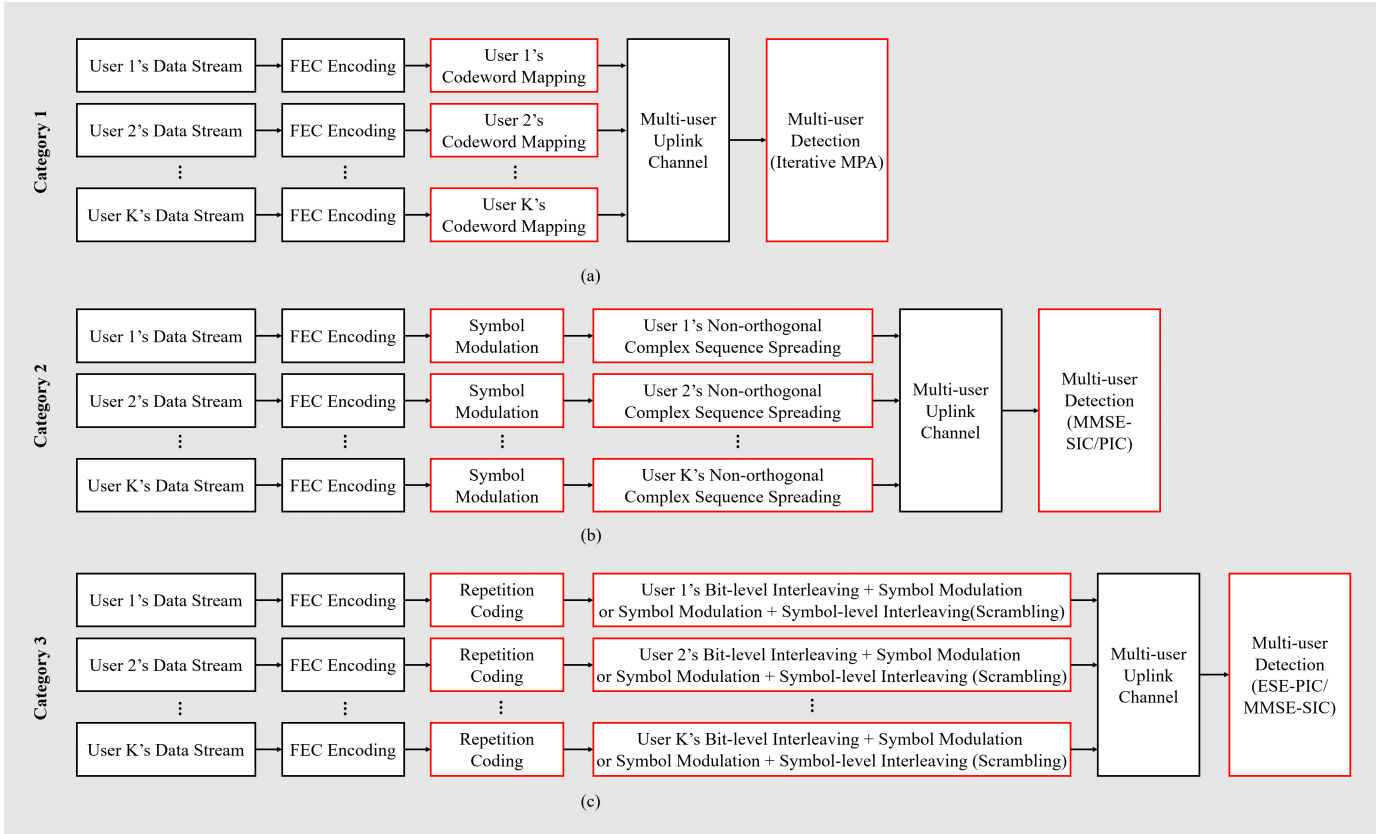 Category 1
User 1's Data Stream
FEC Encoding
User 1's
Codeword Mapping
User 2's Data Stream
FEC Encoding
User 2's
Codeword Mapping
User K's Data Stream
FEC Encoding
User K's
Codeword Mapping
Multi-user
Uplink
Channel
Multi-user
Detection
(Iterative MPA)
(a)
Category 2
User 1's Data Stream
FEC Encoding
Symbol
Modulation
User 1's Non-orthogonal
Complex Sequence Spreading
User 2's Data Stream
FEC Encoding
Symbol
Modulation
User 2's Non-orthogonal
Complex Sequence Spreading
User K's Data Stream
FEC Encoding
Symbol
Modulation
User K's Non-orthogonal
Complex Sequence Spreading
Multi-user
Uplink
Channel
Multi-user
Detection
(MMSE-
SIC/PIC)
(b)
Category 3
User 1's Data Stream
FEC Encoding
Repetition
Coding
User 1's Bit-level Interleaving + Symbol Modulation
or Symbol Modulation + Symbol-level Interleaving(Scrambling)
User 2's Data Stream
FEC Encoding
Repetition
Coding
User 2's Bit-level Interleaving + Symbol Modulation
or Symbol Modulation + Symbol-level Interleaving (Scrambling)
User K's Data Stream
FEC Encoding
Repetition
Coding
User K's Bit-level Interleaving + Symbol Modulation
or Symbol Modulation + Symbol-level Interleaving (Scrambling)
Multi-user
Uplink
Channel
Multi-user
Detection
(ESE-PIC/
MMSE-SIC)
(c)